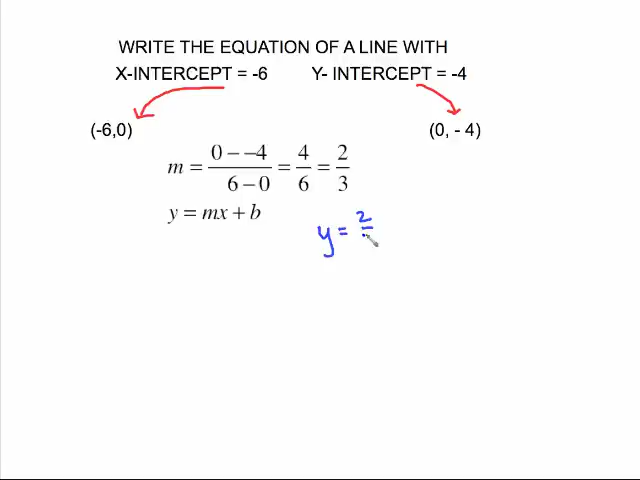 WRITE THE EQUATION OF A LINE WITH
X-INTERCEPT = -6 Y- INTERCEPT = -4
(-6,0) (0, - 4)
m = 0 - -4 / 6 - 0 = 4/6 = 2/3
y = mx + b
y = 2/